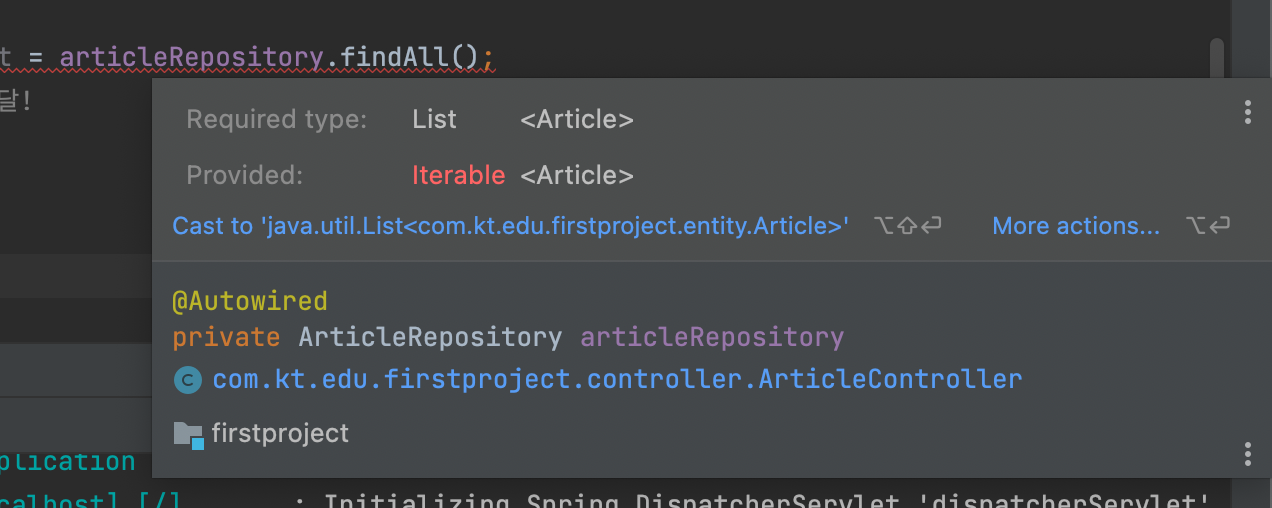 t = articleRepository.findAll();
달!
Required type: List <Article>
Provided: Iterable <Article>
Cast to 'java.util.List<com.kt.edu.firstproject.entity.Article>' ⌥⇧⏎ More actions... ⌥⏎
@Autowired
private ArticleRepository articleRepository
C com.kt.edu.firstproject.controller.ArticleController
firstproject
plication
calhost] [/] : Initializing Spring DispatcherServlet 'dispatcherServlet'